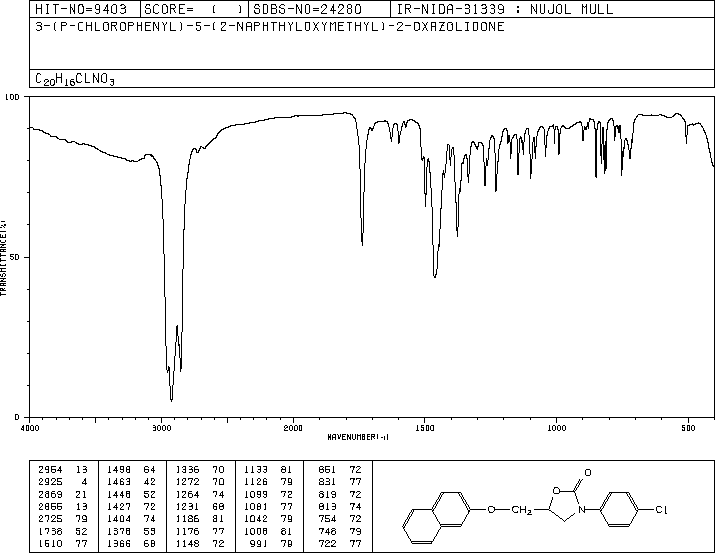 HIT-NO=9403 SCORE= ( ) SDBS-NO=24280 IR-NIDA-31339 : NUJOL MULL
3-(P-CHLOROPHENYL)-5-(2-NAPHTHYLOXYMETHYL)-2-OXAZOLIDONE
C20H16CLNO3
100
50
0
TRANSMITTANCE(%)
4000 3000 2000 1500 1000 500
WAVENUMBER(-1)
2954 13 1498 64 1336 70 1133 81 851 72
2925 4 1463 42 1272 70 1126 79 831 77
2869 21 1448 52 1264 74 1099 72 819 72
2855 13 1427 72 1231 68 1081 77 813 74
2725 79 1404 74 1186 81 1042 79 754 72
1736 52 1378 55 1176 77 1008 81 748 79
1510 77 1366 68 1148 72 991 79 722 77
O
O
O CH2 N Cl